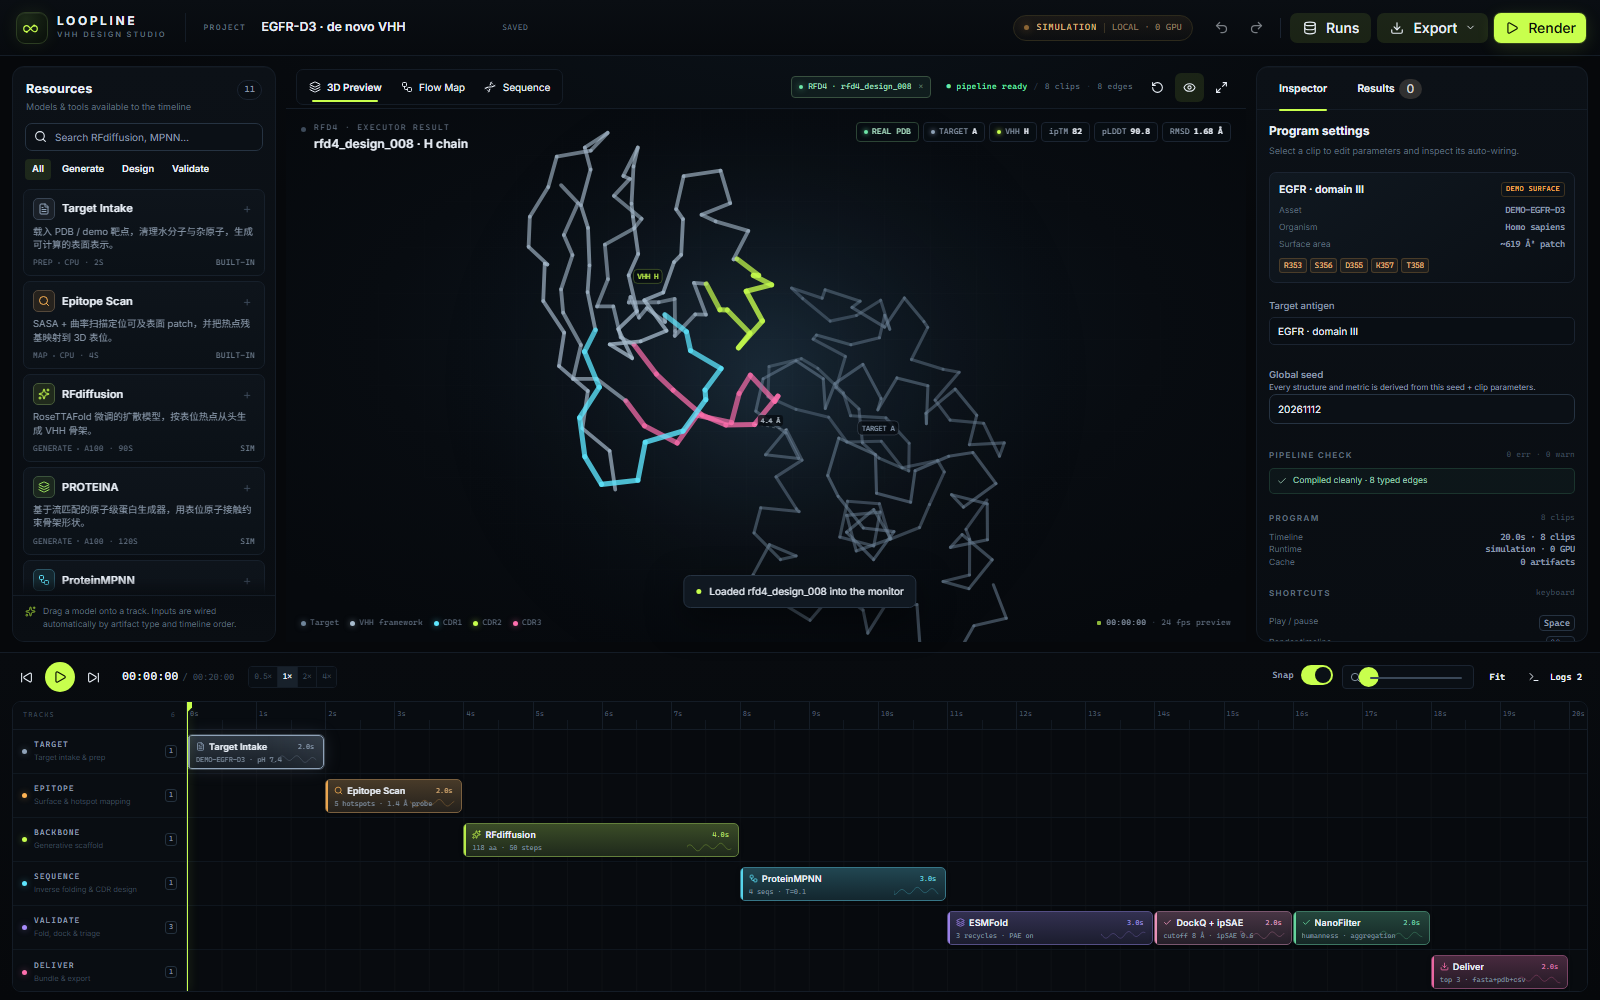 LOOPLINE
VHH DESIGN STUDIO
PROJECT
EGFR-D3 · de novo VHH
SAVED
SIMULATION | LOCAL · 0 GPU
Runs
Export
Render
Resources
11
Models & tools available to the timeline
Search RFdiffusion, MPNN...
All
Generate
Design
Validate
Target Intake
载入 PDB / demo 靶点，清理水分子与杂原子，生成
可计算的表面表示。
PREP · CPU · 2S
BUILT-IN
Epitope Scan
SASA + 曲率扫描定位可及表面 patch，并把热点残
基映射到 3D 表位。
MAP · CPU · 4S
BUILT-IN
RFdiffusion
RoseTTAFold 微调的扩散模型，按表位热点从头生
成 VHH 骨架。
GENERATE · A100 · 90S
SIM
PROTEINA
基于流匹配的原子级蛋白生成器，用表位原子接触约
束骨架形状。
GENERATE · A100 · 120S
SIM
ProteinMPNN
Drag a model onto a track. Inputs are wired
automatically by artifact type and timeline order.
3D Preview
Flow Map
Sequence
RFD4 · rfd4_design_008 ×
pipeline ready / 8 clips · 8 edges
RFD4 · EXECUTOR RESULT
rfd4_design_008 · H chain
REAL PDB
TARGET A
VHH H
ipTM 82
pLDDT 90.8
RMSD 1.68 Å
VHH H
4.4 Å
TARGET A
Loaded rfd4_design_008 into the monitor
Target
VHH framework
CDR1
CDR2
CDR3
00:00:00 · 24 fps preview
Inspector
Results 0
Program settings
Select a clip to edit parameters and inspect its auto-wiring.
EGFR · domain III
DEMO SURFACE
Asset
DEMO-EGFR-D3
Organism
Homo sapiens
Surface area
~619 Å² patch
R353
S356
D355
K357
T358
Target antigen
EGFR · domain III
Global seed
Every structure and metric is derived from this seed + clip parameters.
20261112
PIPELINE CHECK
0 err · 0 warn
Compiled cleanly · 8 typed edges
PROGRAM
8 clips
Timeline
20.0s · 8 clips
Runtime
simulation · 0 GPU
Cache
0 artifacts
SHORTCUTS
keyboard
Play / pause
Space
00:00:00 / 00:20:00
0.5×
1×
2×
4×
Snap
Fit
Logs 2
TRACKS
0s
1s
2s
3s
4s
5s
6s
7s
8s
9s
10s
11s
12s
13s
14s
15s
16s
17s
18s
19s
20s
TARGET
Target intake & prep
1
Target Intake
2.0s
DEMO-EGFR-D3 · pH 7.4
EPITOPE
Surface & hotspot mapping
1
Epitope Scan
2.0s
5 hotspots · 1.4 Å probe
BACKBONE
Generative scaffold
1
RFdiffusion
4.0s
118 aa · 50 steps
SEQUENCE
Inverse folding & CDR design
1
ProteinMPNN
3.0s
4 seqs · T=0.1
VALIDATE
Fold, dock & triage
3
ESMFold
3.0s
3 recycles · PAE on
DockQ + ipSAE
2.0s
cutoff 8 Å · ipSAE 0.6
NanoFilter
2.0s
humanness · aggregation
DELIVER
Bundle & export
1
Deliver
2.0s
top 3 · fasta+pdb+csv